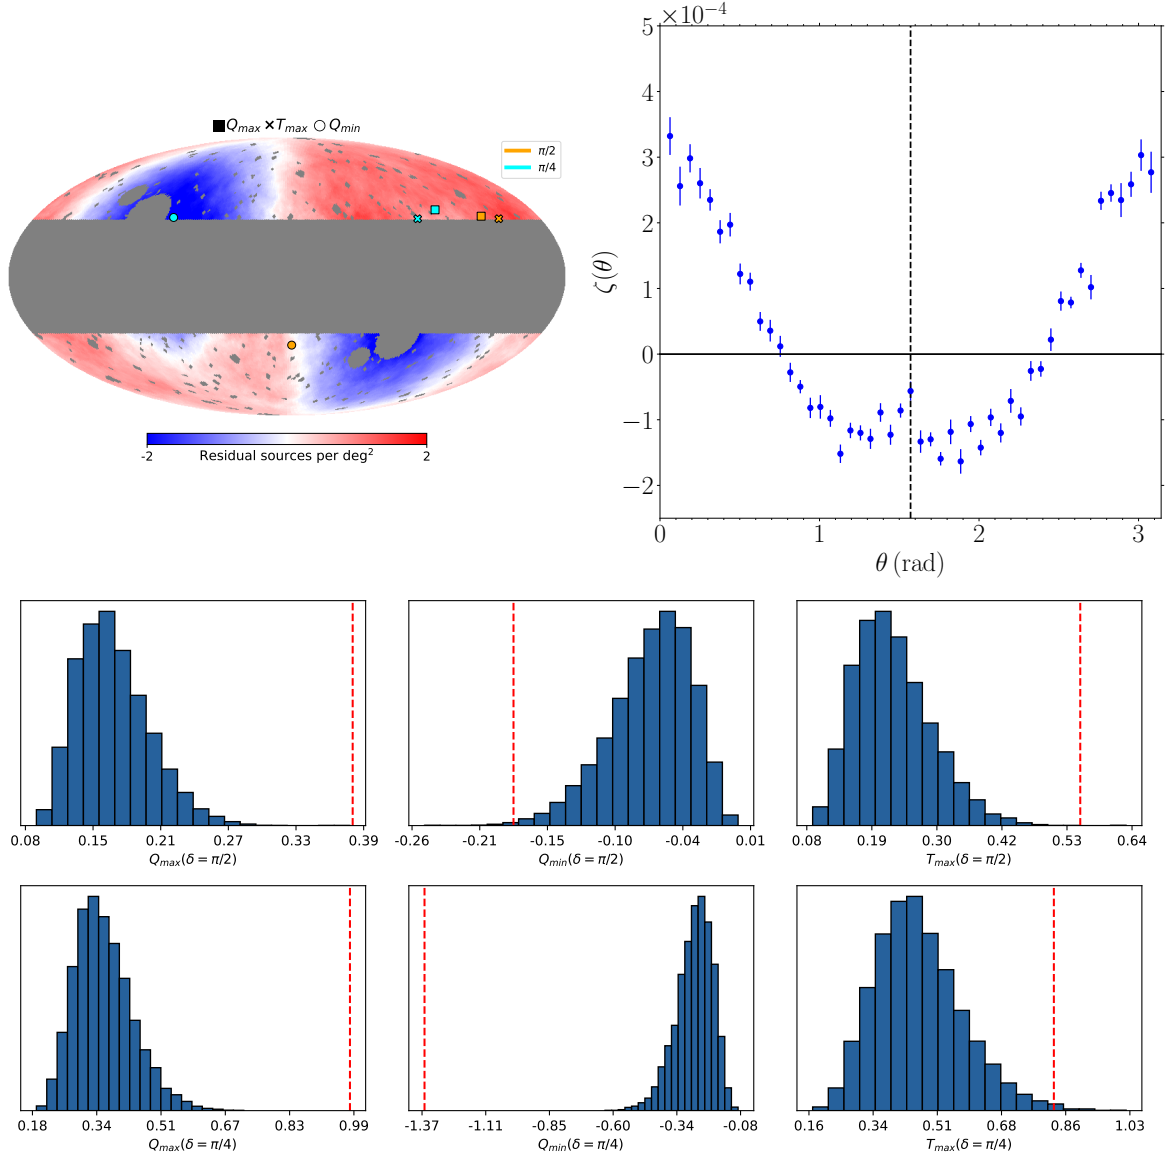 ■ Q_max ×T_max ○ Q_min
π/2
π/4
-2 Residual sources per deg² 2
×10⁻⁴
5
4
3
2
1
0
−1
−2
ζ(θ)
0 1 2 3
θ (rad)
0.08 0.15 0.21 0.27 0.33 0.39
Q_max(δ = π/2)
-0.26 -0.21 -0.15 -0.10 -0.04 0.01
Q_min(δ = π/2)
0.08 0.19 0.30 0.42 0.53 0.64
T_max(δ = π/2)
0.18 0.34 0.51 0.67 0.83 0.99
Q_max(δ = π/4)
-1.37 -1.11 -0.85 -0.60 -0.34 -0.08
Q_min(δ = π/4)
0.16 0.34 0.51 0.68 0.86 1.03
T_max(δ = π/4)